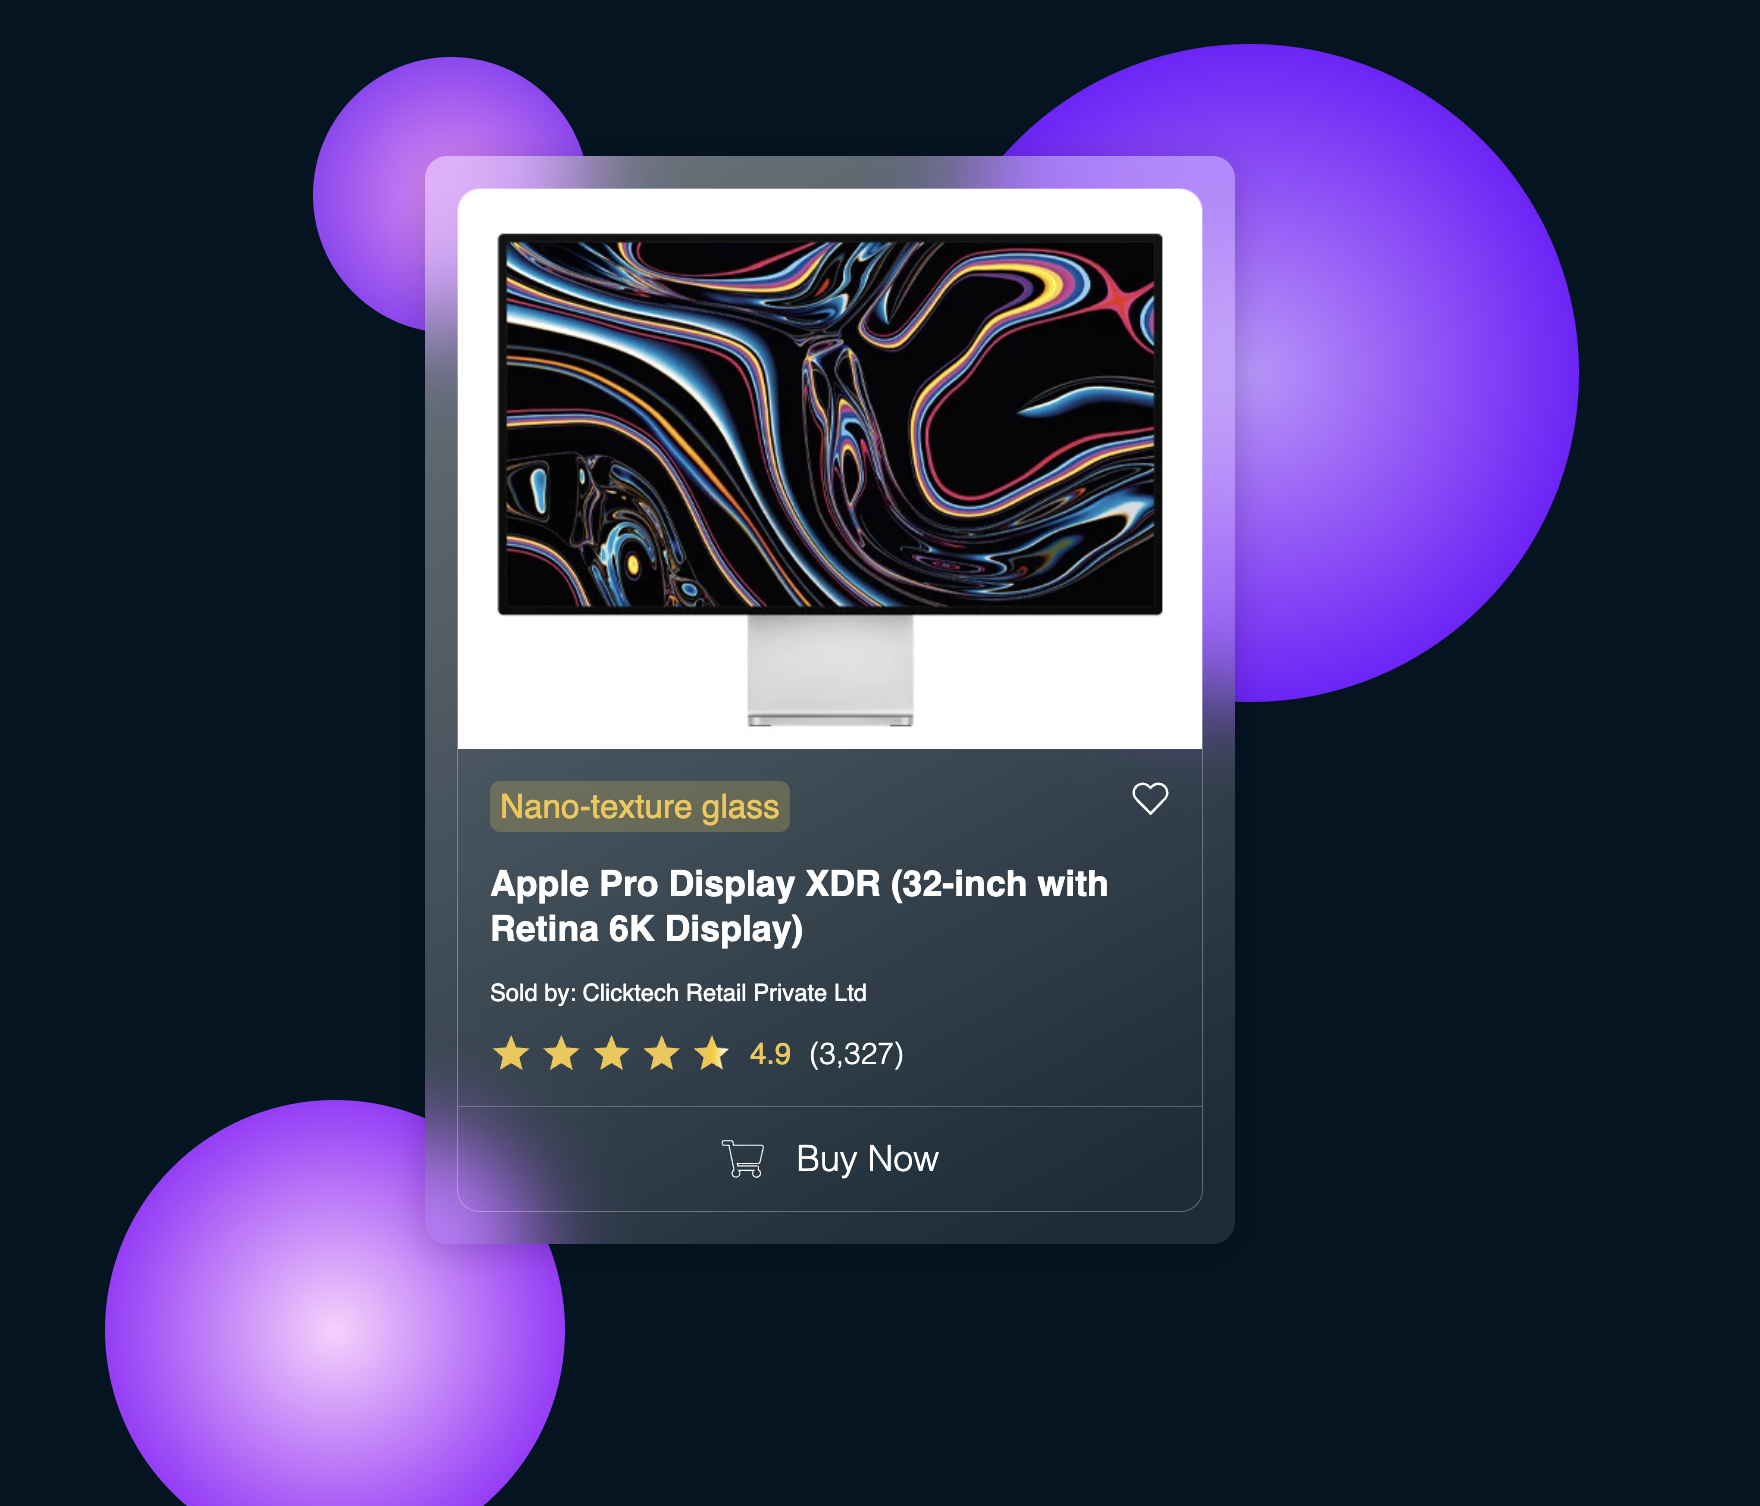 Nano-texture glass
Apple Pro Display XDR (32-inch with
Retina 6K Display)
Sold by: Clicktech Retail Private Ltd
4.9 (3,327)
Buy Now